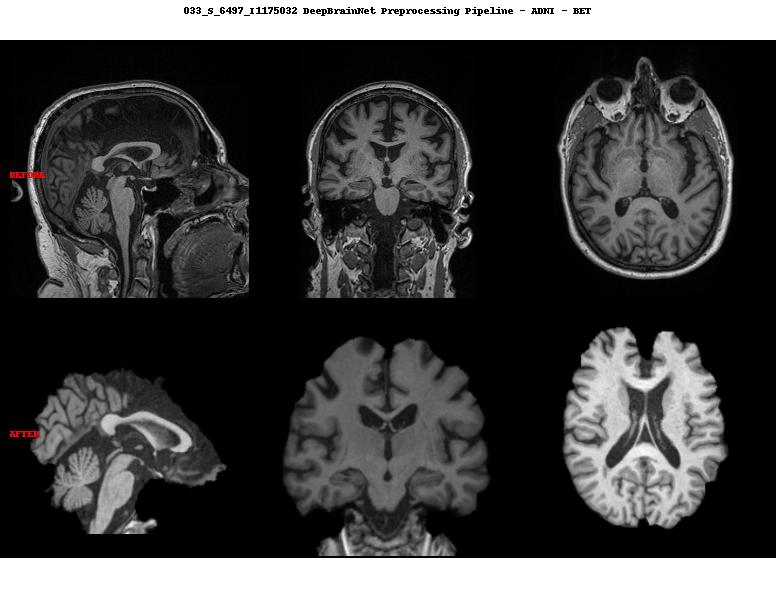 033_S_6497_I1175032 DeepBrainNet Preprocessing Pipeline - ADNI - BET
BEFORE
AFTER